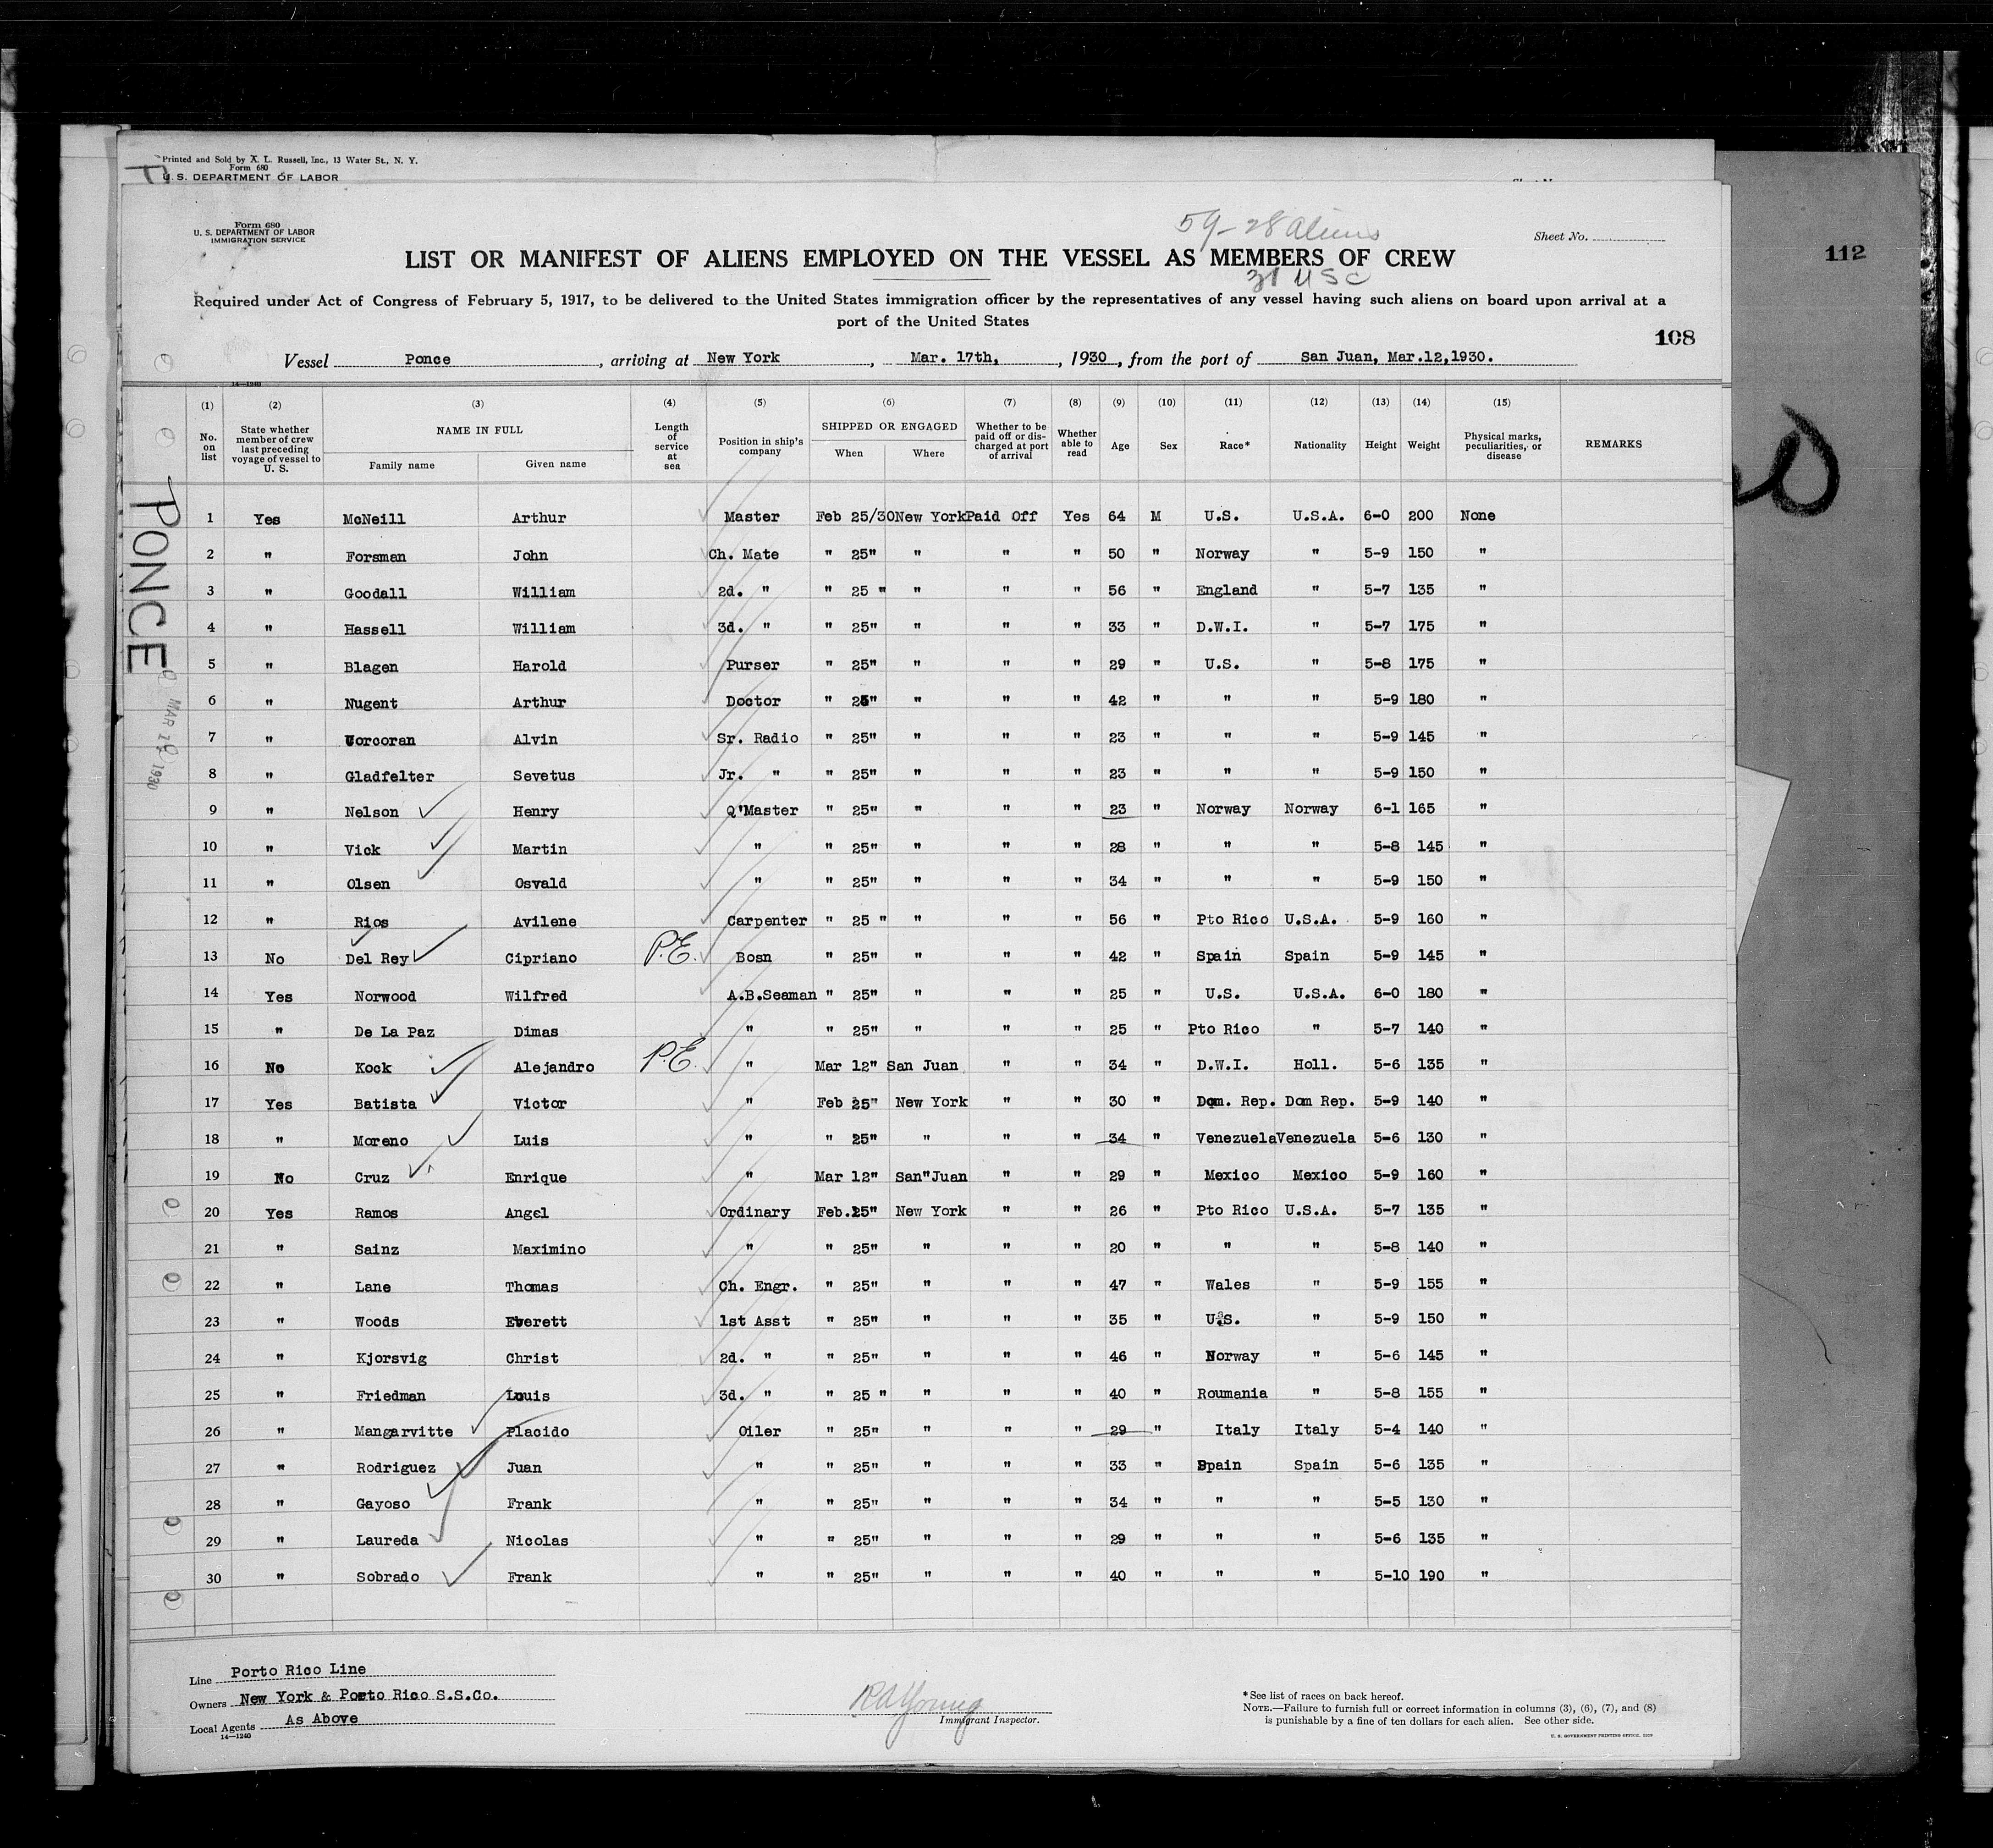 Printed and Sold by X. L. Russell, Inc., 13 Water St., N. Y.
Form 680
U. S. DEPARTMENT OF LABOR
Form 680
U. S. DEPARTMENT OF LABOR
IMMIGRATION SERVICE
59-28 aliens
Sheet No.
112
LIST OR MANIFEST OF ALIENS EMPLOYED ON THE VESSEL AS MEMBERS OF CREW
31 USC
Required under Act of Congress of February 5, 1917, to be delivered to the United States immigration officer by the representatives of any vessel having such aliens on board upon arrival at a
port of the United States
108
Vessel Ponce, arriving at New York, Mar. 17th, , 1930, from the port of San Juan, Mar.12,1930.
14—1240
(1) (2) (3) (4) (5) (6) (7) (8) (9) (10) (11) (12) (13) (14) (15)
No. on list State whether member of crew last preceding voyage of vessel to U. S. NAME IN FULL Family name Given name Length of service at sea Position in ship's company SHIPPED OR ENGAGED When Where Whether to be paid off or discharged at port of arrival Whether able to read Age Sex Race* Nationality Height Weight Physical marks, peculiarities, or disease REMARKS
PONCE
MAR 1930
1 Yes McNeill Arthur Master Feb 25/30 New York Paid Off Yes 64 M U.S. U.S.A. 6-0 200 None
2 " Forsman John Ch. Mate " 25" " " " 50 " Norway " 5-9 150 "
3 " Goodall William 2d. " " 25 " " " " 56 " England " 5-7 135 "
4 " Hassell William 3d. " " 25" " " " 33 " D.W.I. " 5-7 175 "
5 " Blagen Harold Purser " 25" " " " 29 " U.S. " 5-8 175 "
6 " Nugent Arthur Doctor " 25" " " " 42 " " " 5-9 180 "
7 " Corcoran Alvin Sr. Radio " 25" " " " 23 " " " 5-9 145 "
8 " Gladfelter Sevetus Jr. " " 25" " " " 23 " " " 5-9 150 "
9 " Nelson Henry Q'Master " 25" " " " 23 " Norway Norway 6-1 165 "
10 " Vick Martin " " 25" " " " 28 " " " 5-8 145 "
11 " Olsen Osvald " " 25" " " " 34 " " " 5-9 150 "
12 " Rios Avilene Carpenter " 25 " " " " 56 " Pto Rico U.S.A. 5-9 160 "
13 No Del Rey Cipriano P.E. Bosn " 25" " " " 42 " Spain Spain 5-9 145 "
14 Yes Norwood Wilfred A.B.Seaman " 25" " " " 25 " U.S. U.S.A. 6-0 180 "
15 " De La Paz Dimas " " 25" " " " 25 " Pto Rico " 5-7 140 "
16 No Kock Alejandro P.E. " Mar 12" San Juan " " 34 " D.W.I. Holl. 5-6 135 "
17 Yes Batista Victor " Feb 25" New York " " 30 " Dom. Rep. Dom Rep. 5-9 140 "
18 " Moreno Luis " " 25" " " " 34 " Venezuela Venezuela 5-6 130 "
19 No Cruz Enrique " Mar 12" San"Juan " " 29 " Mexico Mexico 5-9 160 "
20 Yes Ramos Angel Ordinary Feb.25" New York " " 26 " Pto Rico U.S.A. 5-7 135 "
21 " Sainz Maximino " " 25" " " " 20 " " " 5-8 140 "
22 " Lane Thomas Ch. Engr. " 25" " " " 47 " Wales " 5-9 155 "
23 " Woods Everett 1st Asst " 25" " " " 35 " U.S. " 5-9 150 "
24 " Kjorsvig Christ 2d. " " 25" " " " 46 " Norway " 5-6 145 "
25 " Friedman Louis 3d. " " 25 " " " " 40 " Roumania " 5-8 155 "
26 " Mangarvitte Placido Oiler " 25" " " " 29 " Italy Italy 5-4 140 "
27 " Rodriguez Juan " " 25" " " " 33 " Spain Spain 5-6 135 "
28 " Gayoso Frank " " 25" " " " 34 " " " 5-5 130 "
29 " Laureda Nicolas " " 25" " " " 29 " " " 5-6 135 "
30 " Sobrado Frank " " 25" " " " 40 " " " 5-10 190 "
Line Porto Rico Line
Owners New York & Porto Rico S.S.Co.
Local Agents As Above
14—1240
R A Young
Immigrant Inspector.
*See list of races on back hereof.
NOTE.—Failure to furnish full or correct information in columns (3), (6), (7), and (8)
is punishable by a fine of ten dollars for each alien. See other side.